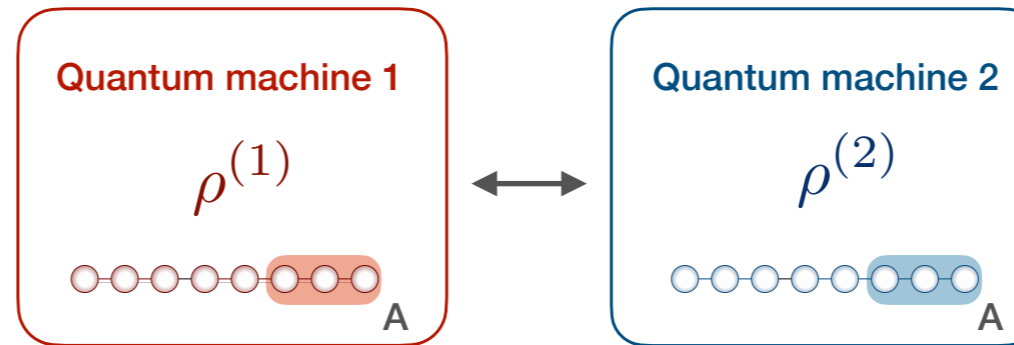 Quantum machine 1
ρ^(1)
A
Quantum machine 2
ρ^(2)
A